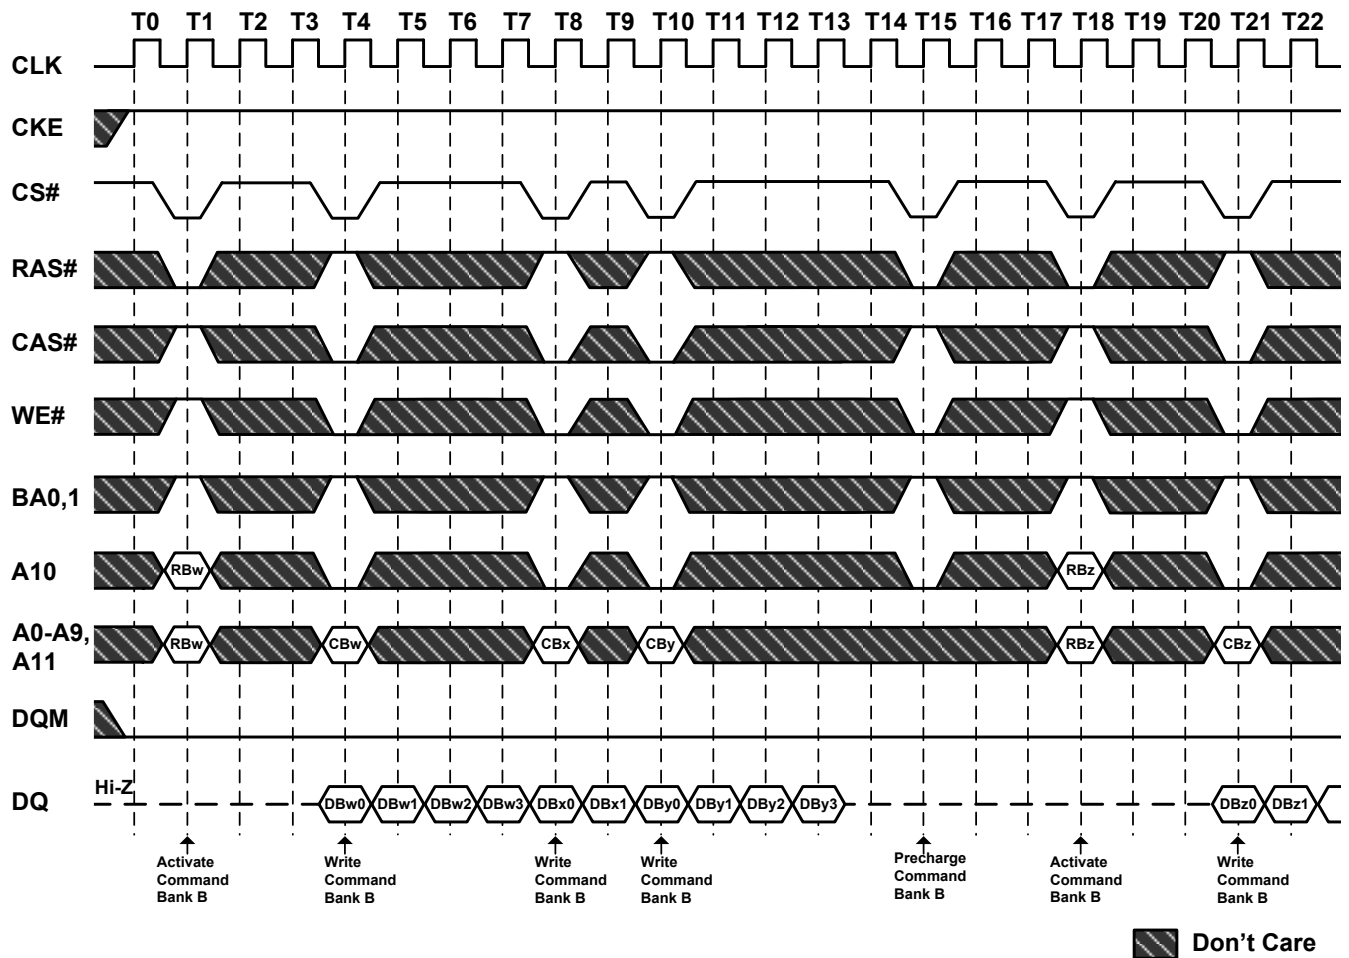 T0 T1 T2 T3 T4 T5 T6 T7 T8 T9 T10 T11 T12 T13 T14 T15 T16 T17 T18 T19 T20 T21 T22
CLK
CKE
CS#
RAS#
CAS#
WE#
BA0,1
A10 RBw RBz
A0-A9,
A11 RBw CBw CBx CBy RBz CBz
DQM
Hi-Z
DQ DBw0 DBw1 DBw2 DBw3 DBx0 DBx1 DBy0 DBy1 DBy2 DBy3 DBz0 DBz1
Activate
Command
Bank B
Write
Command
Bank B
Write
Command
Bank B
Write
Command
Bank B
Precharge
Command
Bank B
Activate
Command
Bank B
Write
Command
Bank B
Don't Care